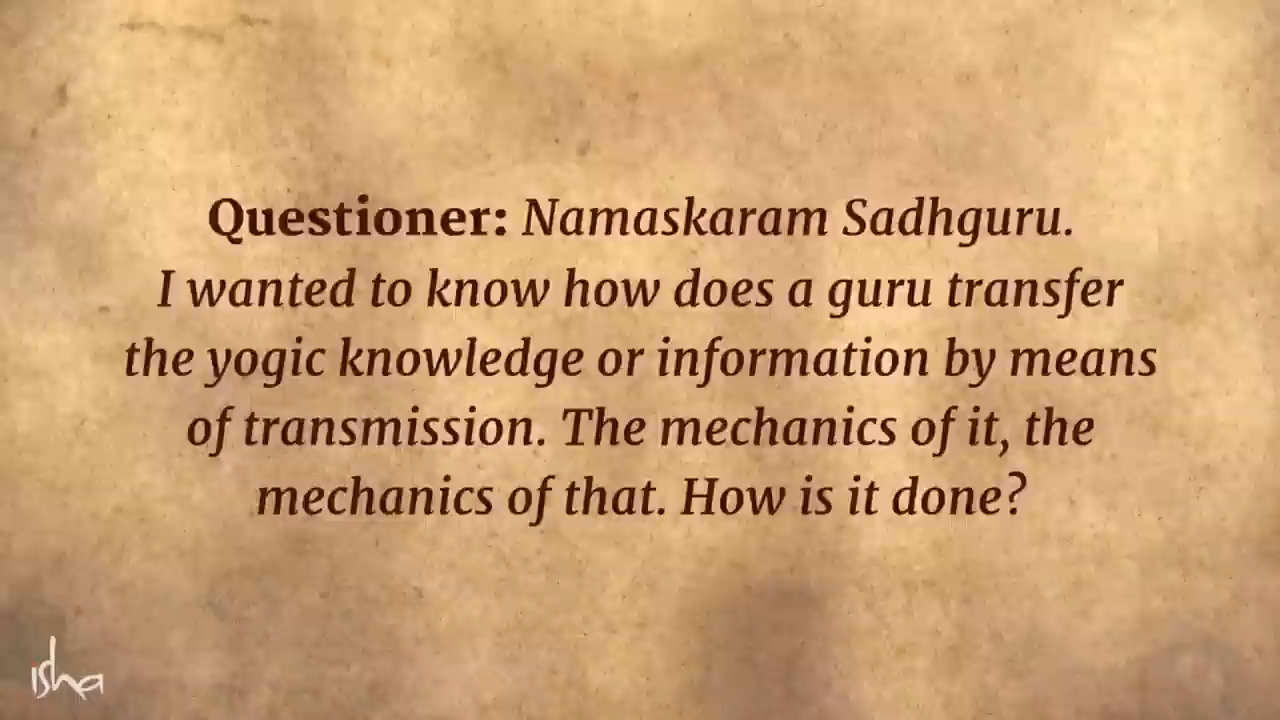 Questioner: Namaskaram Sadhguru.
I wanted to know how does a guru transfer
the yogic knowledge or information by means
of transmission. The mechanics of it, the
mechanics of that. How is it done?
isha